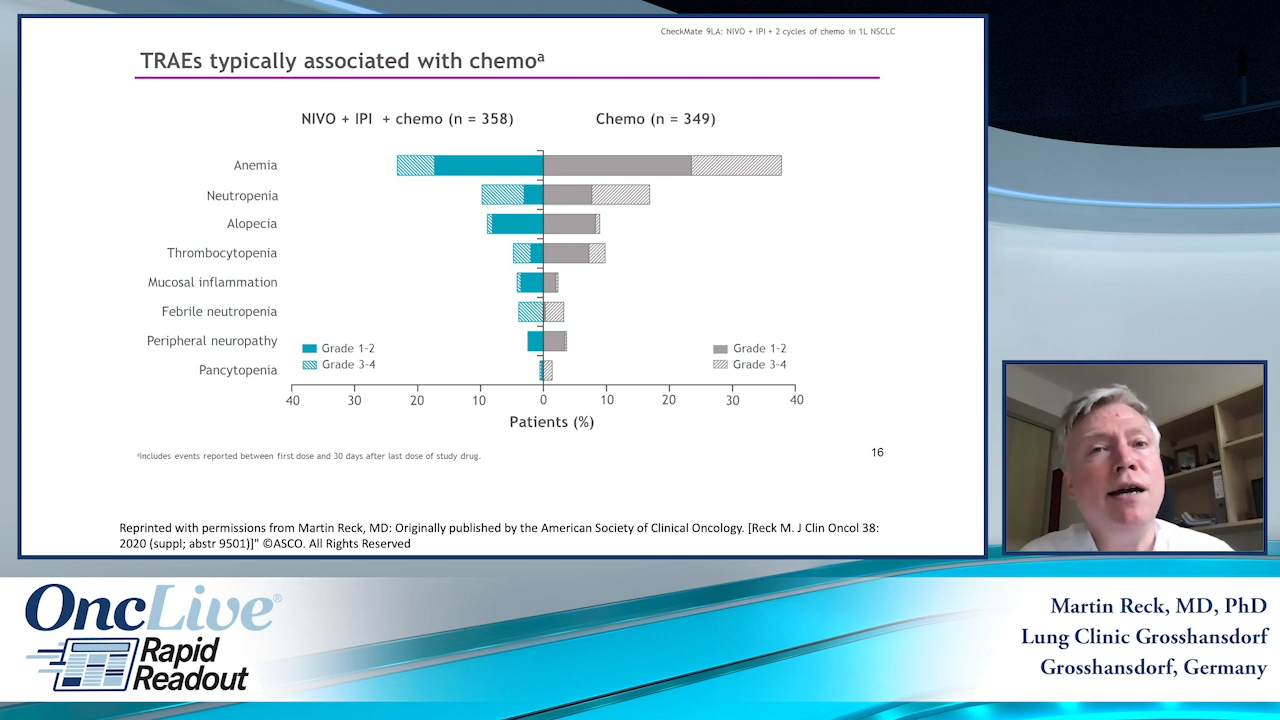 CheckMate 9LA: NIVO + IPI + 2 cycles of chemo in 1L NSCLC
TRAEs typically associated with chemoᵃ
NIVO + IPI + chemo (n = 358)
Chemo (n = 349)
Anemia
Neutropenia
Alopecia
Thrombocytopenia
Mucosal inflammation
Febrile neutropenia
Peripheral neuropathy
Pancytopenia
Grade 1–2
Grade 3–4
Grade 1–2
Grade 3–4
40 30 20 10 0 10 20 30 40
Patients (%)
ᵃIncludes events reported between first dose and 30 days after last dose of study drug.
16
Reprinted with permissions from Martin Reck, MD: Originally published by the American Society of Clinical Oncology. [Reck M. J Clin Oncol 38:
2020 (suppl; abstr 9501)]" ©ASCO. All Rights Reserved
OncLive®
Rapid
Readout
Martin Reck, MD, PhD
Lung Clinic Grosshansdorf
Grosshansdorf, Germany